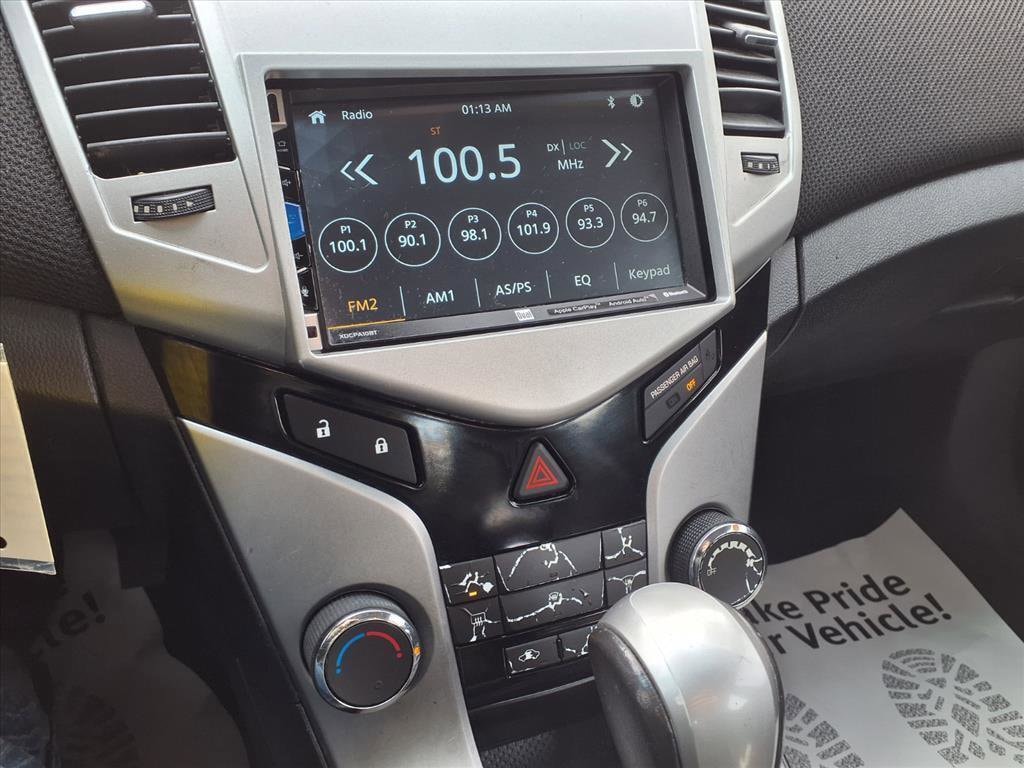 Radio
01:13 AM
ST
100.5
DX | LOC
MHz
P1
100.1
P2
90.1
P3
98.1
P4
101.9
P5
93.3
P6
94.7
FM2
AM1
AS/PS
EQ
Keypad
XDCPA10BT
Dual
Apple CarPlay
Android Auto
Bluetooth
PASSENGER AIR BAG
ON
OFF
OFF
ke Pride
r Vehicle!